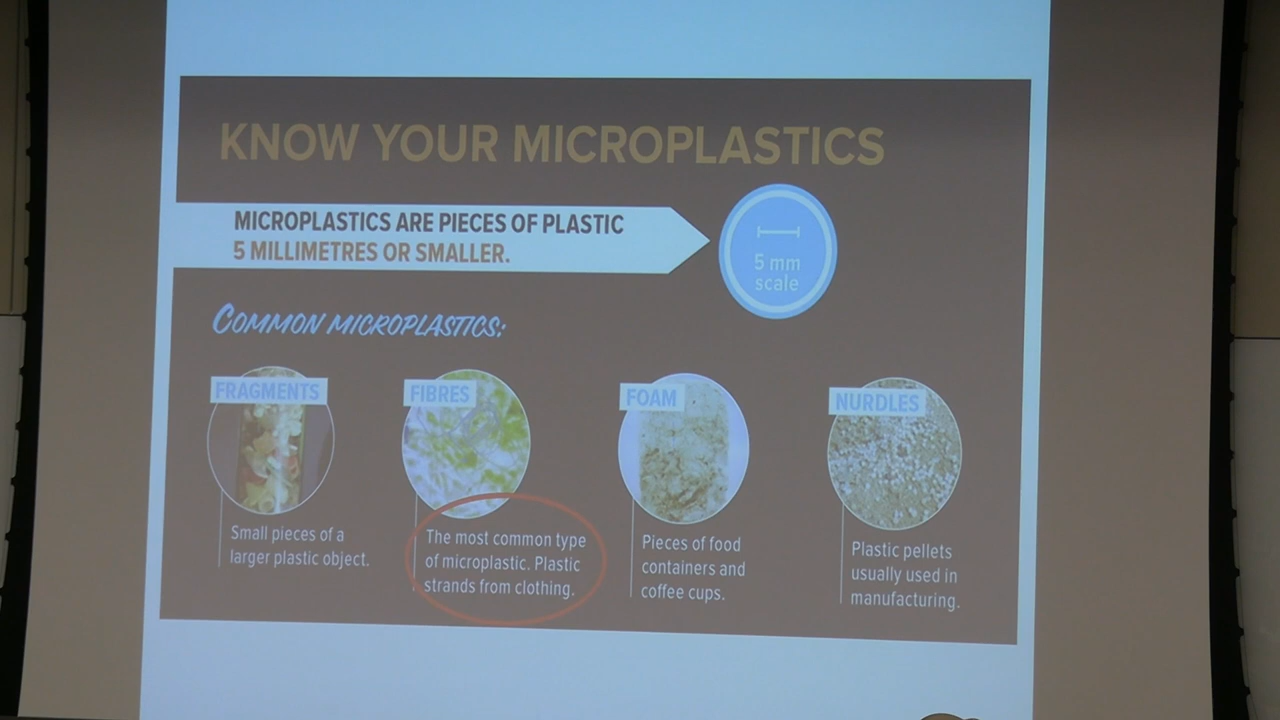 KNOW YOUR MICROPLASTICS
MICROPLASTICS ARE PIECES OF PLASTIC
5 MILLIMETRES OR SMALLER.
5 mm
scale
COMMON MICROPLASTICS:
FRAGMENTS
Small pieces of a
larger plastic object.
FIBRES
The most common type
of microplastic. Plastic
strands from clothing.
FOAM
Pieces of food
containers and
coffee cups.
NURDLES
Plastic pellets
usually used in
manufacturing.